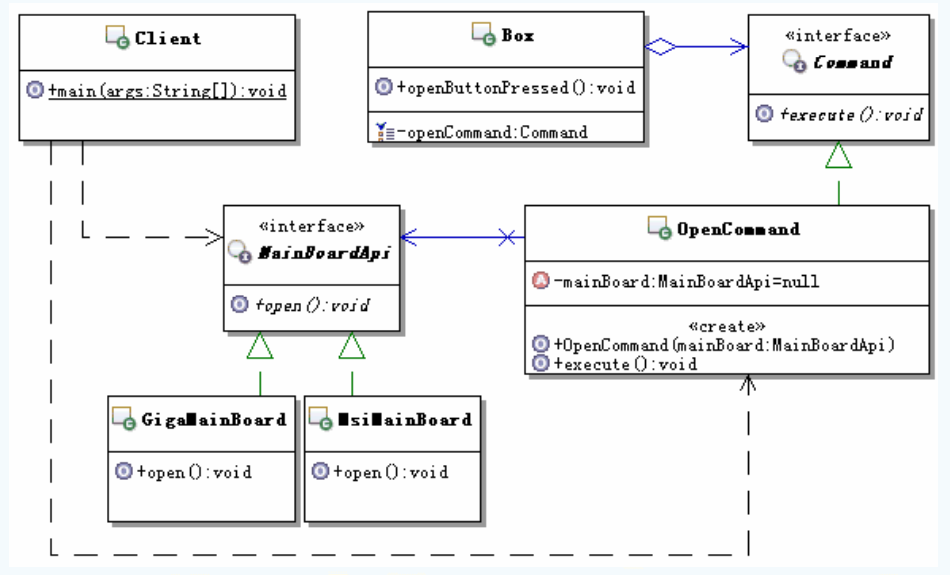 Client
+main(args:String[]):void
Box
+openButtonPressed():void
-openCommand:Command
«interface»
Command
+execute():void
«interface»
MainBoardApi
+open():void
OpenCommand
-mainBoard:MainBoardApi=null
«create»
+OpenCommand(mainBoard:MainBoardApi)
+execute():void
GigaMainBoard
+open():void
MsiMainBoard
+open():void